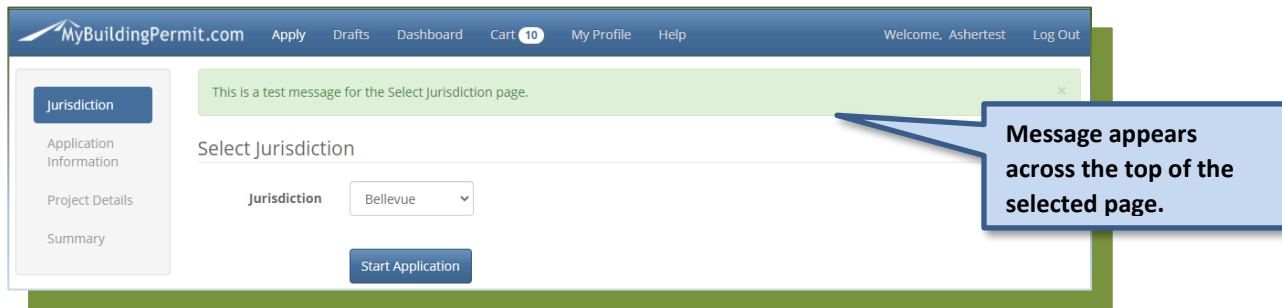 MyBuildingPermit.com Apply Drafts Dashboard Cart 10 My Profile Help Welcome, Ashertest Log Out
Jurisdiction
Application
Information
Project Details
Summary
This is a test message for the Select Jurisdiction page. ×
Select Jurisdiction
Jurisdiction Bellevue
Start Application
Message appears
across the top of the
selected page.